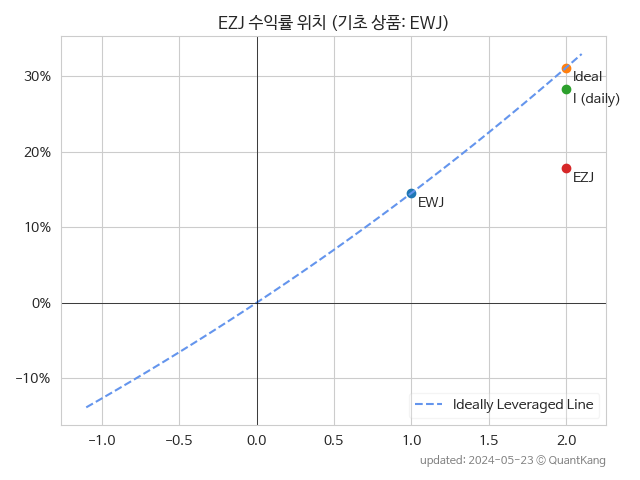 EZJ 수익률 위치 (기초 상품: EWJ)
30%
20%
10%
0%
−10%
Ideal
I (daily)
EZJ
EWJ
Ideally Leveraged Line
−1.0
−0.5
0.0
0.5
1.0
1.5
2.0
updated: 2024-05-23 © QuantKang